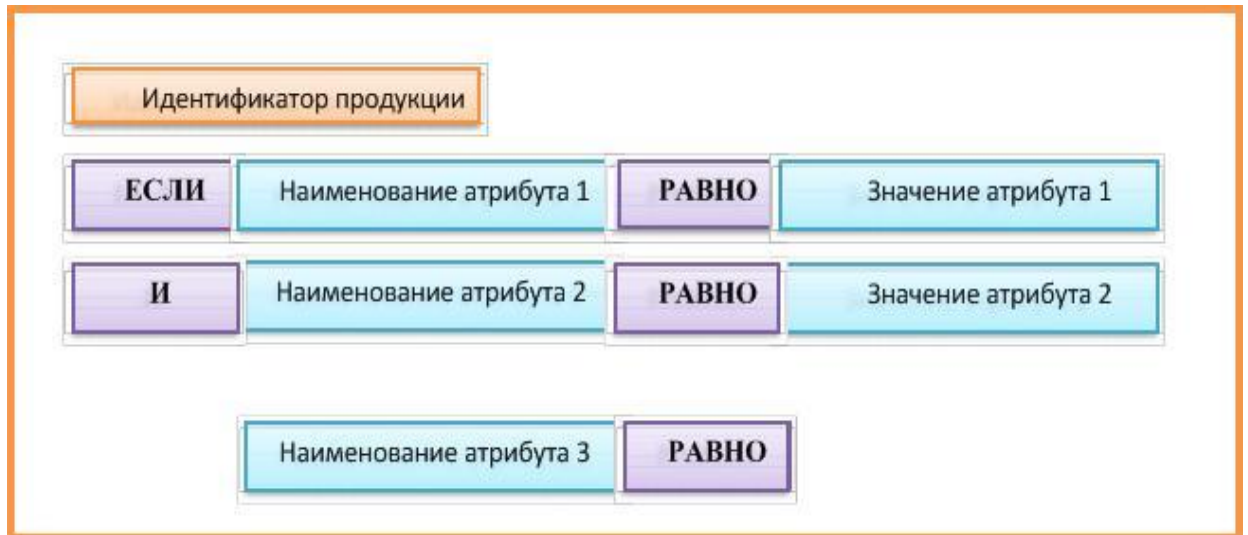 Идентификатор продукции
ЕСЛИ Наименование атрибута 1 РАВНО Значение атрибута 1
И Наименование атрибута 2 РАВНО Значение атрибута 2
Наименование атрибута 3 РАВНО